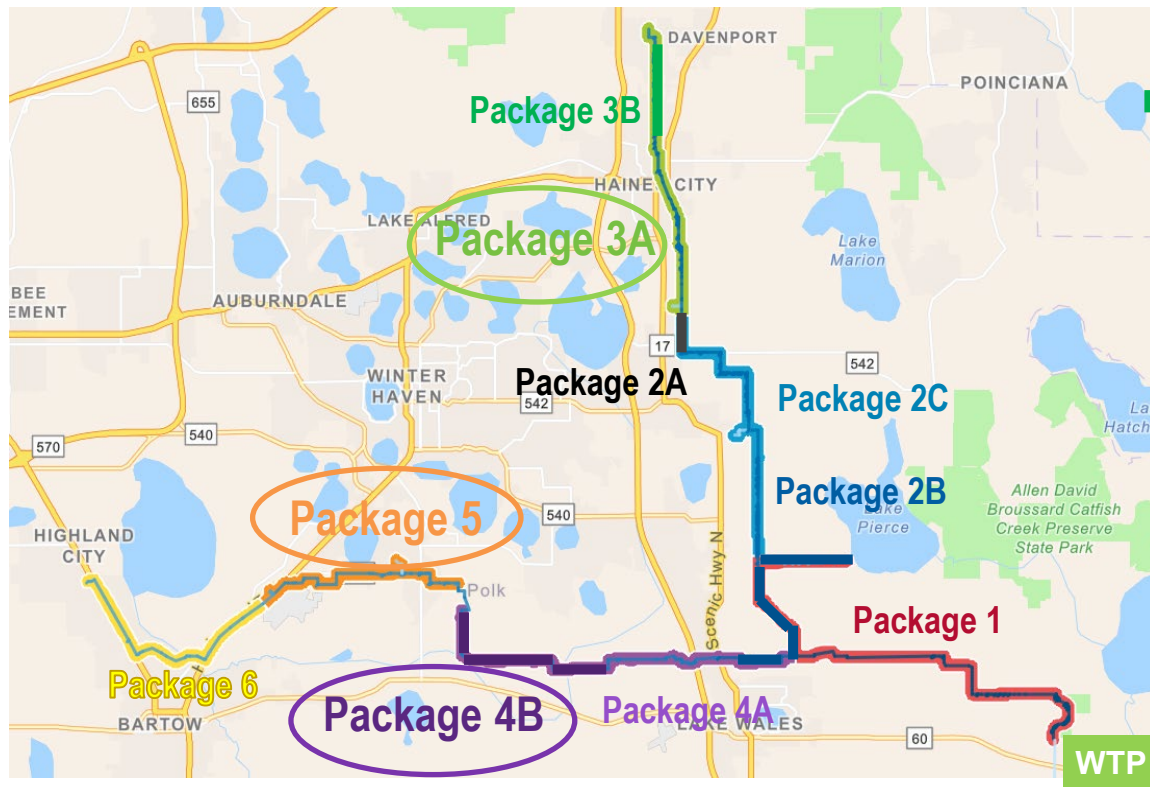 DAVENPORT
POINCIANA
655
Package 3B
HAINES CITY
LAKE ALFRED
Package 3A
Lake
Marion
BEE
EMENT
AUBURNDALE
17
542
WINTER
HAVEN
Package 2A
542
Package 2C
La
Hatch
570
540
Package 2B
Lake
Pierce
Allen David
Broussard Catfish
Creek Preserve
State Park
Package 5
540
HIGHLAND
CITY
Polk
Scenic Hwy N
Package 1
Package 6
BARTOW
Package 4B
Package 4A
LAKE WALES
60
WTP